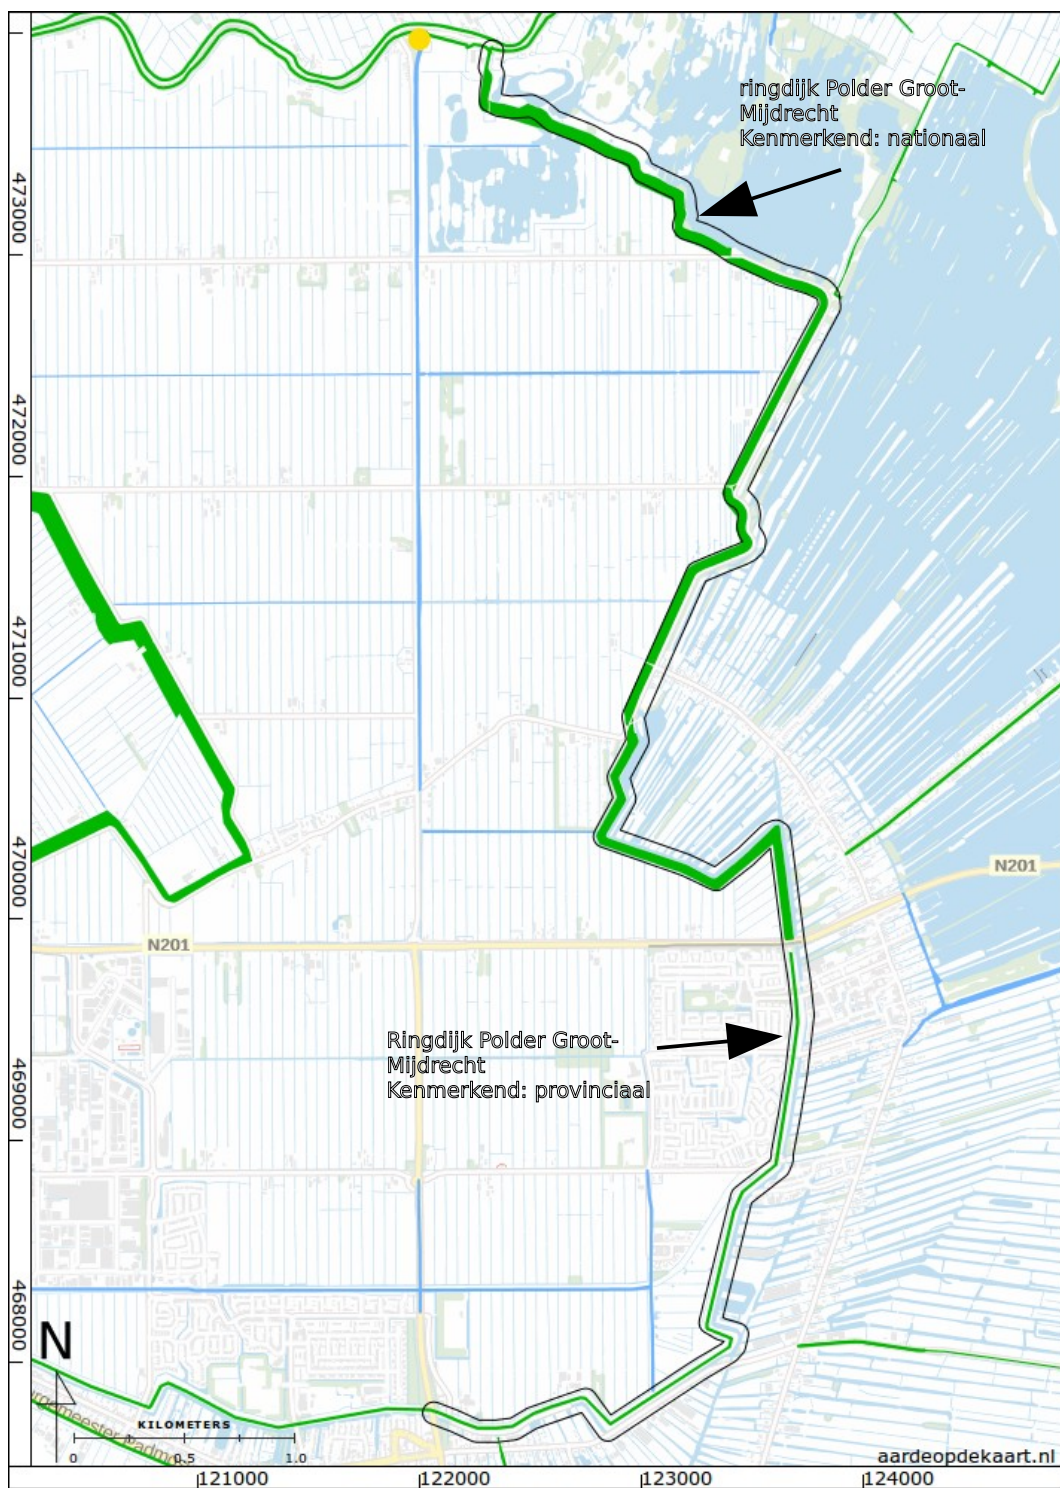 ringdijk Polder Groot-
Mijdrecht
Kenmerkend: nationaal
473000
472000
471000
470000
N201
N201
Ringdijk Polder Groot-
Mijdrecht
Kenmerkend: provinciaal
469000
468000
N
KILOMETERS
0 0.5 1.0
aardeopdekaart.nl
121000 122000 123000 124000